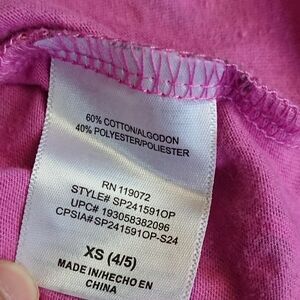 60% COTTON/ALGODON
40% POLYESTER/POLIESTER
RN 119072
STYLE# SP241591OP
UPC# 193058382096
CPSIA# SP241591OP-S24
XS (4/5)
MADE IN/HECHO EN
CHINA